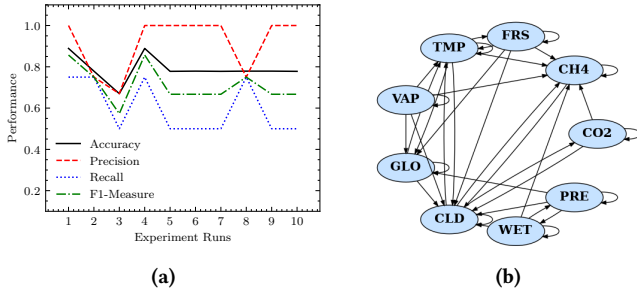 1.0
0.8
0.6
0.4
0.2
Performance
Accuracy
Precision
Recall
F1-Measure
1 2 3 4 5 6 7 8 9 10
Experiment Runs
(a)
FRS
TMP
CH4
VAP
CO2
GLO
PRE
CLD
WET
(b)